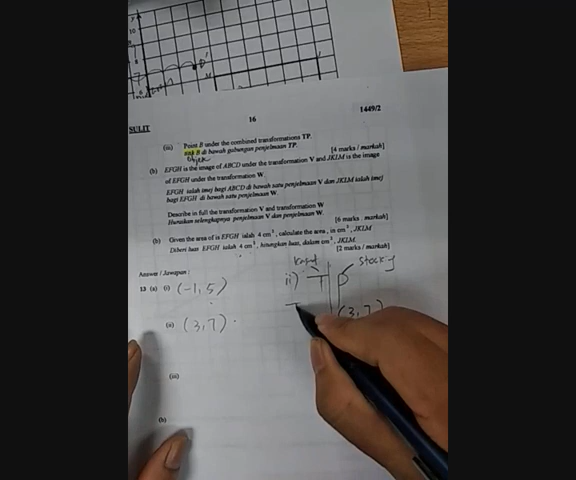 16
1449/2
SULIT
(iii) Point B under the combined transformations TP.
titik B di bawah gabungan penjelmaan TP.
objek
[4 marks / markah]
(b) EFGH is the image of ABCD under the transformation V and JKLM is the image
of EFGH under the transformation W.
EFGH ialah imej bagi ABCD di bawah satu penjelmaan V dan JKLM ialah imej
bagi EFGH di bawah satu penjelmaan W.
Describe in full the transformation V and transformation W
Huraikan selengkapnya penjelmaan V dan penjelmaan W.
[6 marks : markah]
(b) Given the area of is EFGH ialah 4 cm², calculate the area, in cm², JKLM
Diberi luas EFGH ialah 4 cm², hitungkan luas, dalam cm², JKLM.
[2 marks / markah]
Answer / Jawapan :
13 (a) (i) (-1, 5)
(ii) (3, 7)
(iii)
(b)
kasut
stocking
ii) T P
T
(3, 7)